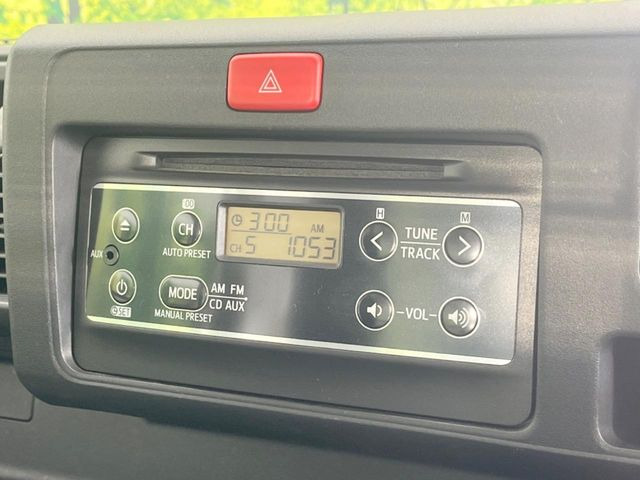 3:00 AM
CH 5 1053
00
CH
AUTO PRESET
AUX
SET
MODE
AM FM
CD AUX
MANUAL PRESET
H
M
TUNE
TRACK
VOL